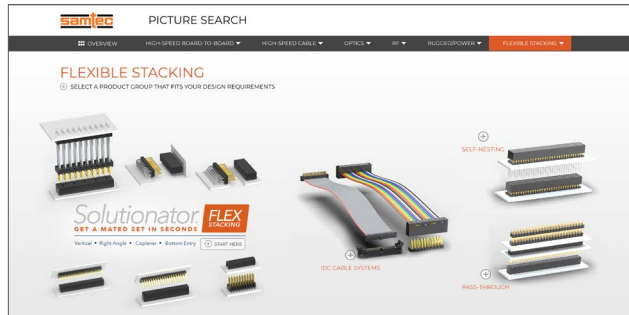 samtec PICTURE SEARCH
OVERVIEW HIGH-SPEED BOARD-TO-BOARD HIGH-SPEED CABLE OPTICS RF RUGGED/POWER FLEXIBLE STACKING
FLEXIBLE STACKING
SELECT A PRODUCT GROUP THAT FITS YOUR DESIGN REQUIREMENTS
SELF-NESTING
Solutionator FLEX
STACKING
GET A MATED SET IN SECONDS
Vertical • Right-Angle • Coplanar • Bottom Entry START HERE
IDC CABLE SYSTEMS
PASS-THROUGH